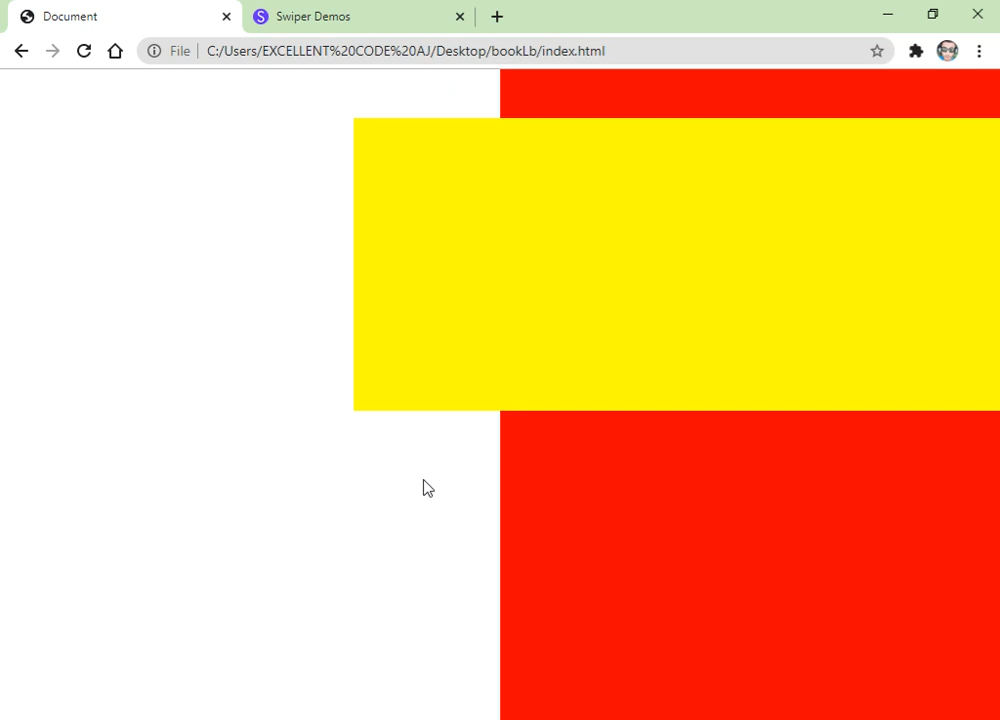 Document
Swiper Demos
File C:/Users/EXCELLENT%20CODE%20AJ/Desktop/bookLb/index.html